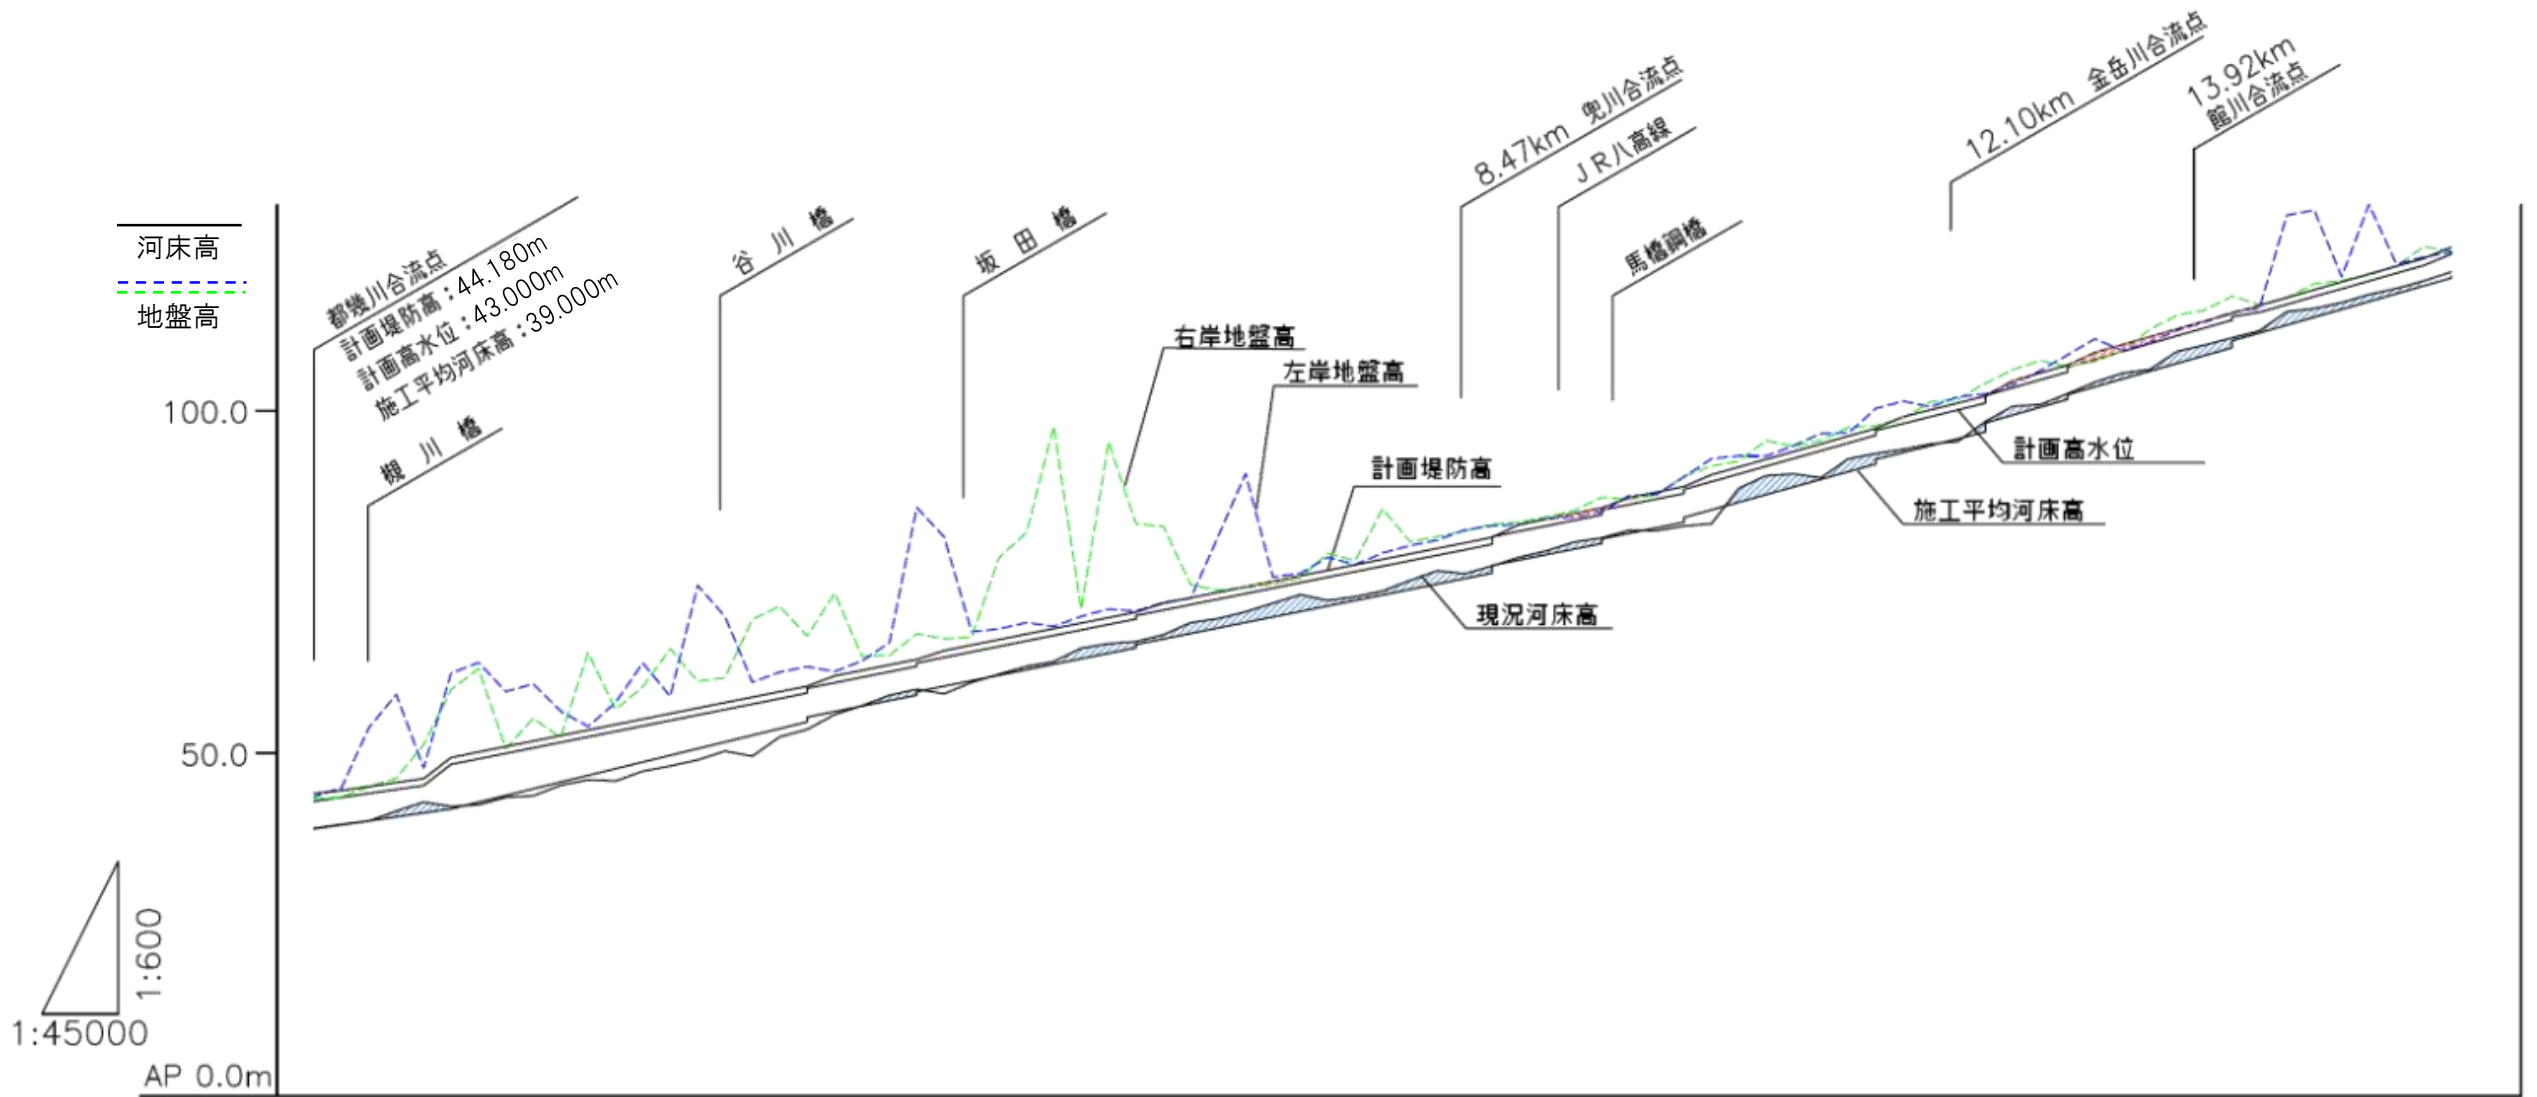 河床高
地盤高
都幾川合流点
計画堤防高：44.180m
計画高水位：43.000m
施工平均河床高：39.000m
槻川橋
谷川橋
坂田橋
右岸地盤高
左岸地盤高
計画堤防高
8.47km 兜川合流点
JR八高線
馬橋鋼橋
12.10km 金岳川合流点
13.92km
館川合流点
計画高水位
施工平均河床高
現況河床高
100.0
50.0
AP 0.0m
1:600
1:45000